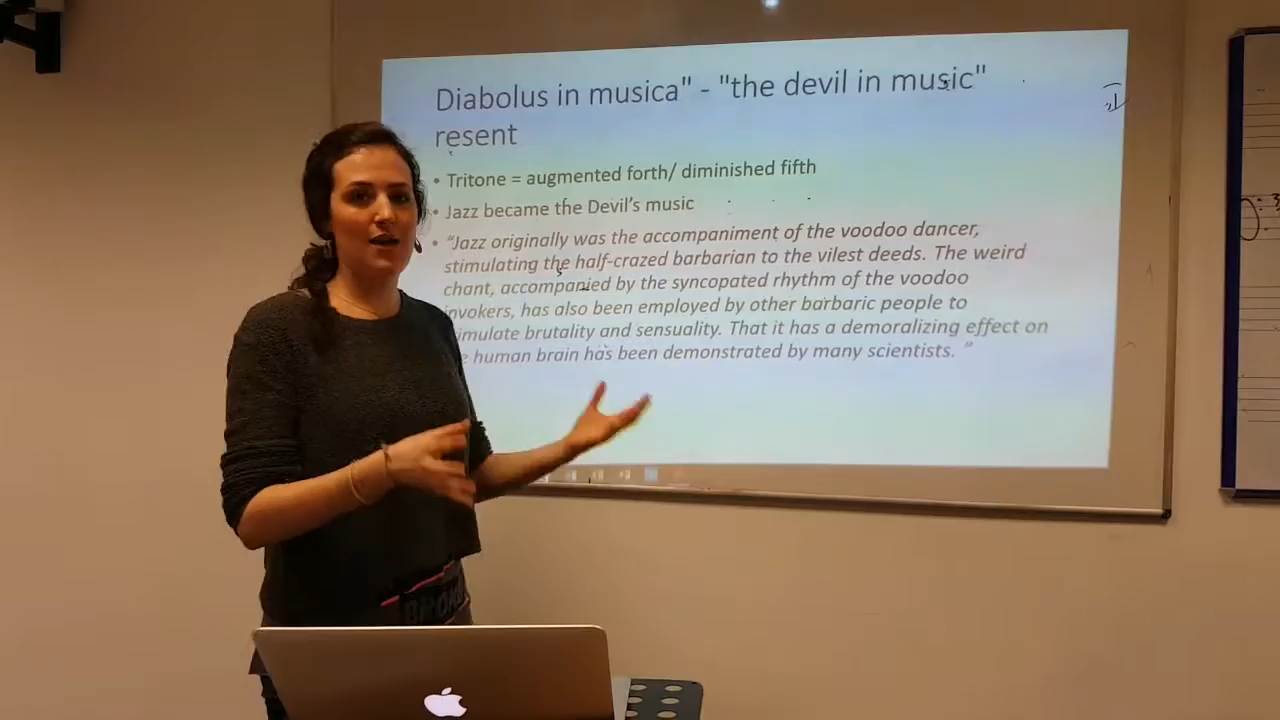 Diabolus in musica" - "the devil in music"
resent
• Tritone = augmented forth/ diminished fifth
• Jazz became the Devil's music
• "Jazz originally was the accompaniment of the voodoo dancer,
stimulating the half-crazed barbarian to the vilest deeds. The weird
chant, accompanied by the syncopated rhythm of the voodoo
invokers, has also been employed by other barbaric people to
imulate brutality and sensuality. That it has a demoralizing effect on
e human brain has been demonstrated by many scientists. "